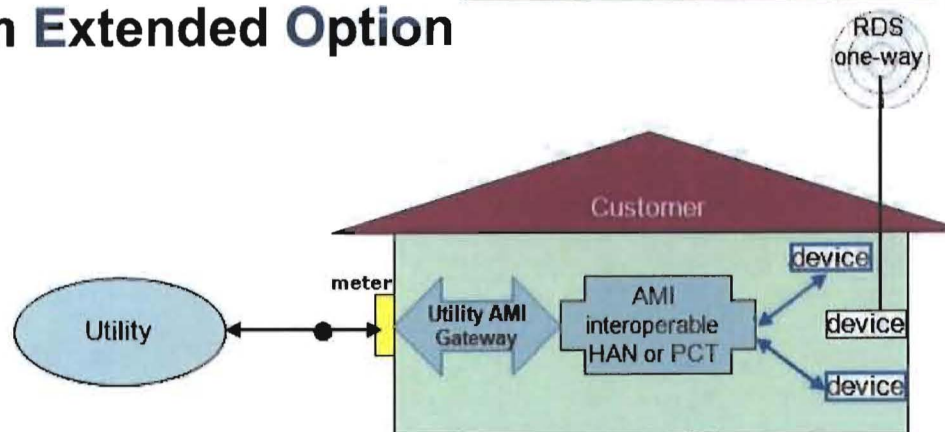 Extended Option
RDS
one-way
Customer
device
meter
Utility
Utility AMI
Gateway
AMI
interoperable
HAN or PCT
device
device